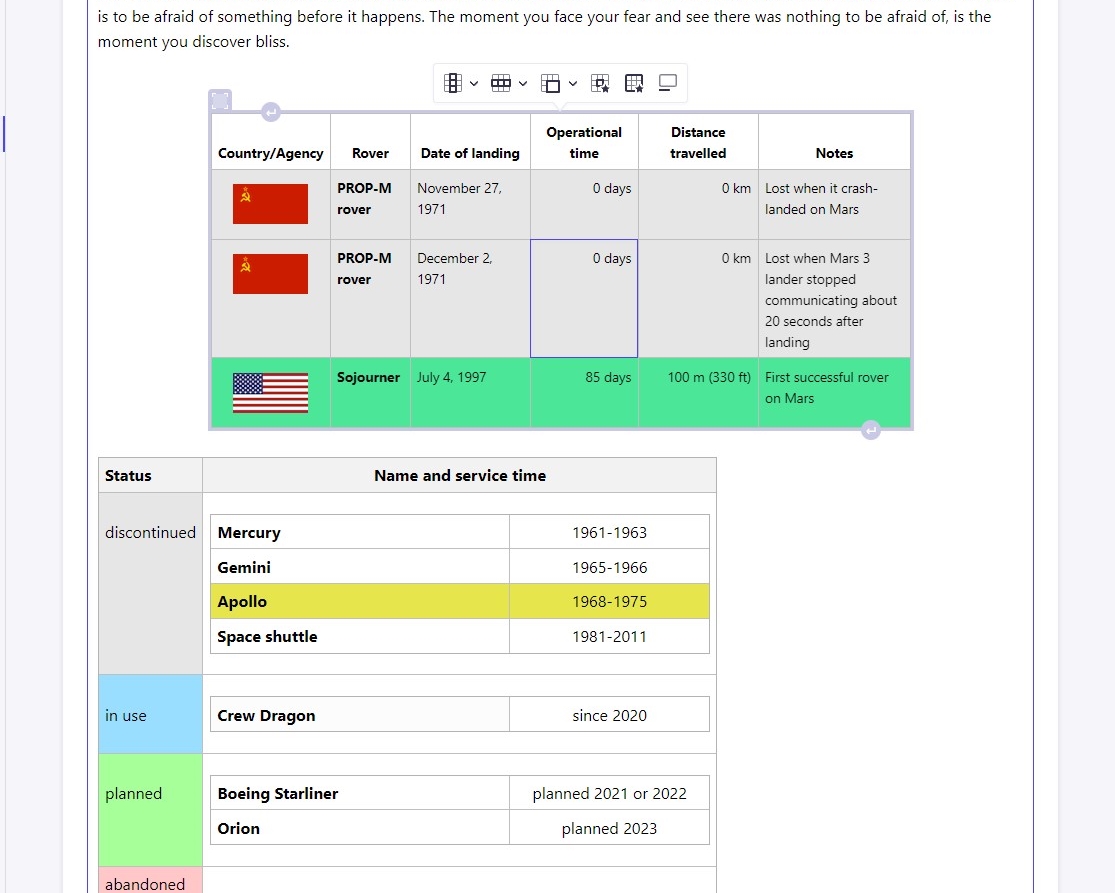 is to be afraid of something before it happens. The moment you face your fear and see there was nothing to be afraid of, is the
moment you discover bliss.
Country/Agency Rover Date of landing Operational time Distance travelled Notes
PROP-M rover November 27, 1971 0 days 0 km Lost when it crash-
landed on Mars
PROP-M rover December 2, 1971 0 days 0 km Lost when Mars 3
lander stopped
communicating about
20 seconds after
landing
Sojourner July 4, 1997 85 days 100 m (330 ft) First successful rover
on Mars
Status Name and service time
discontinued Mercury 1961-1963
Gemini 1965-1966
Apollo 1968-1975
Space shuttle 1981-2011
in use Crew Dragon since 2020
planned Boeing Starliner planned 2021 or 2022
Orion planned 2023
abandoned